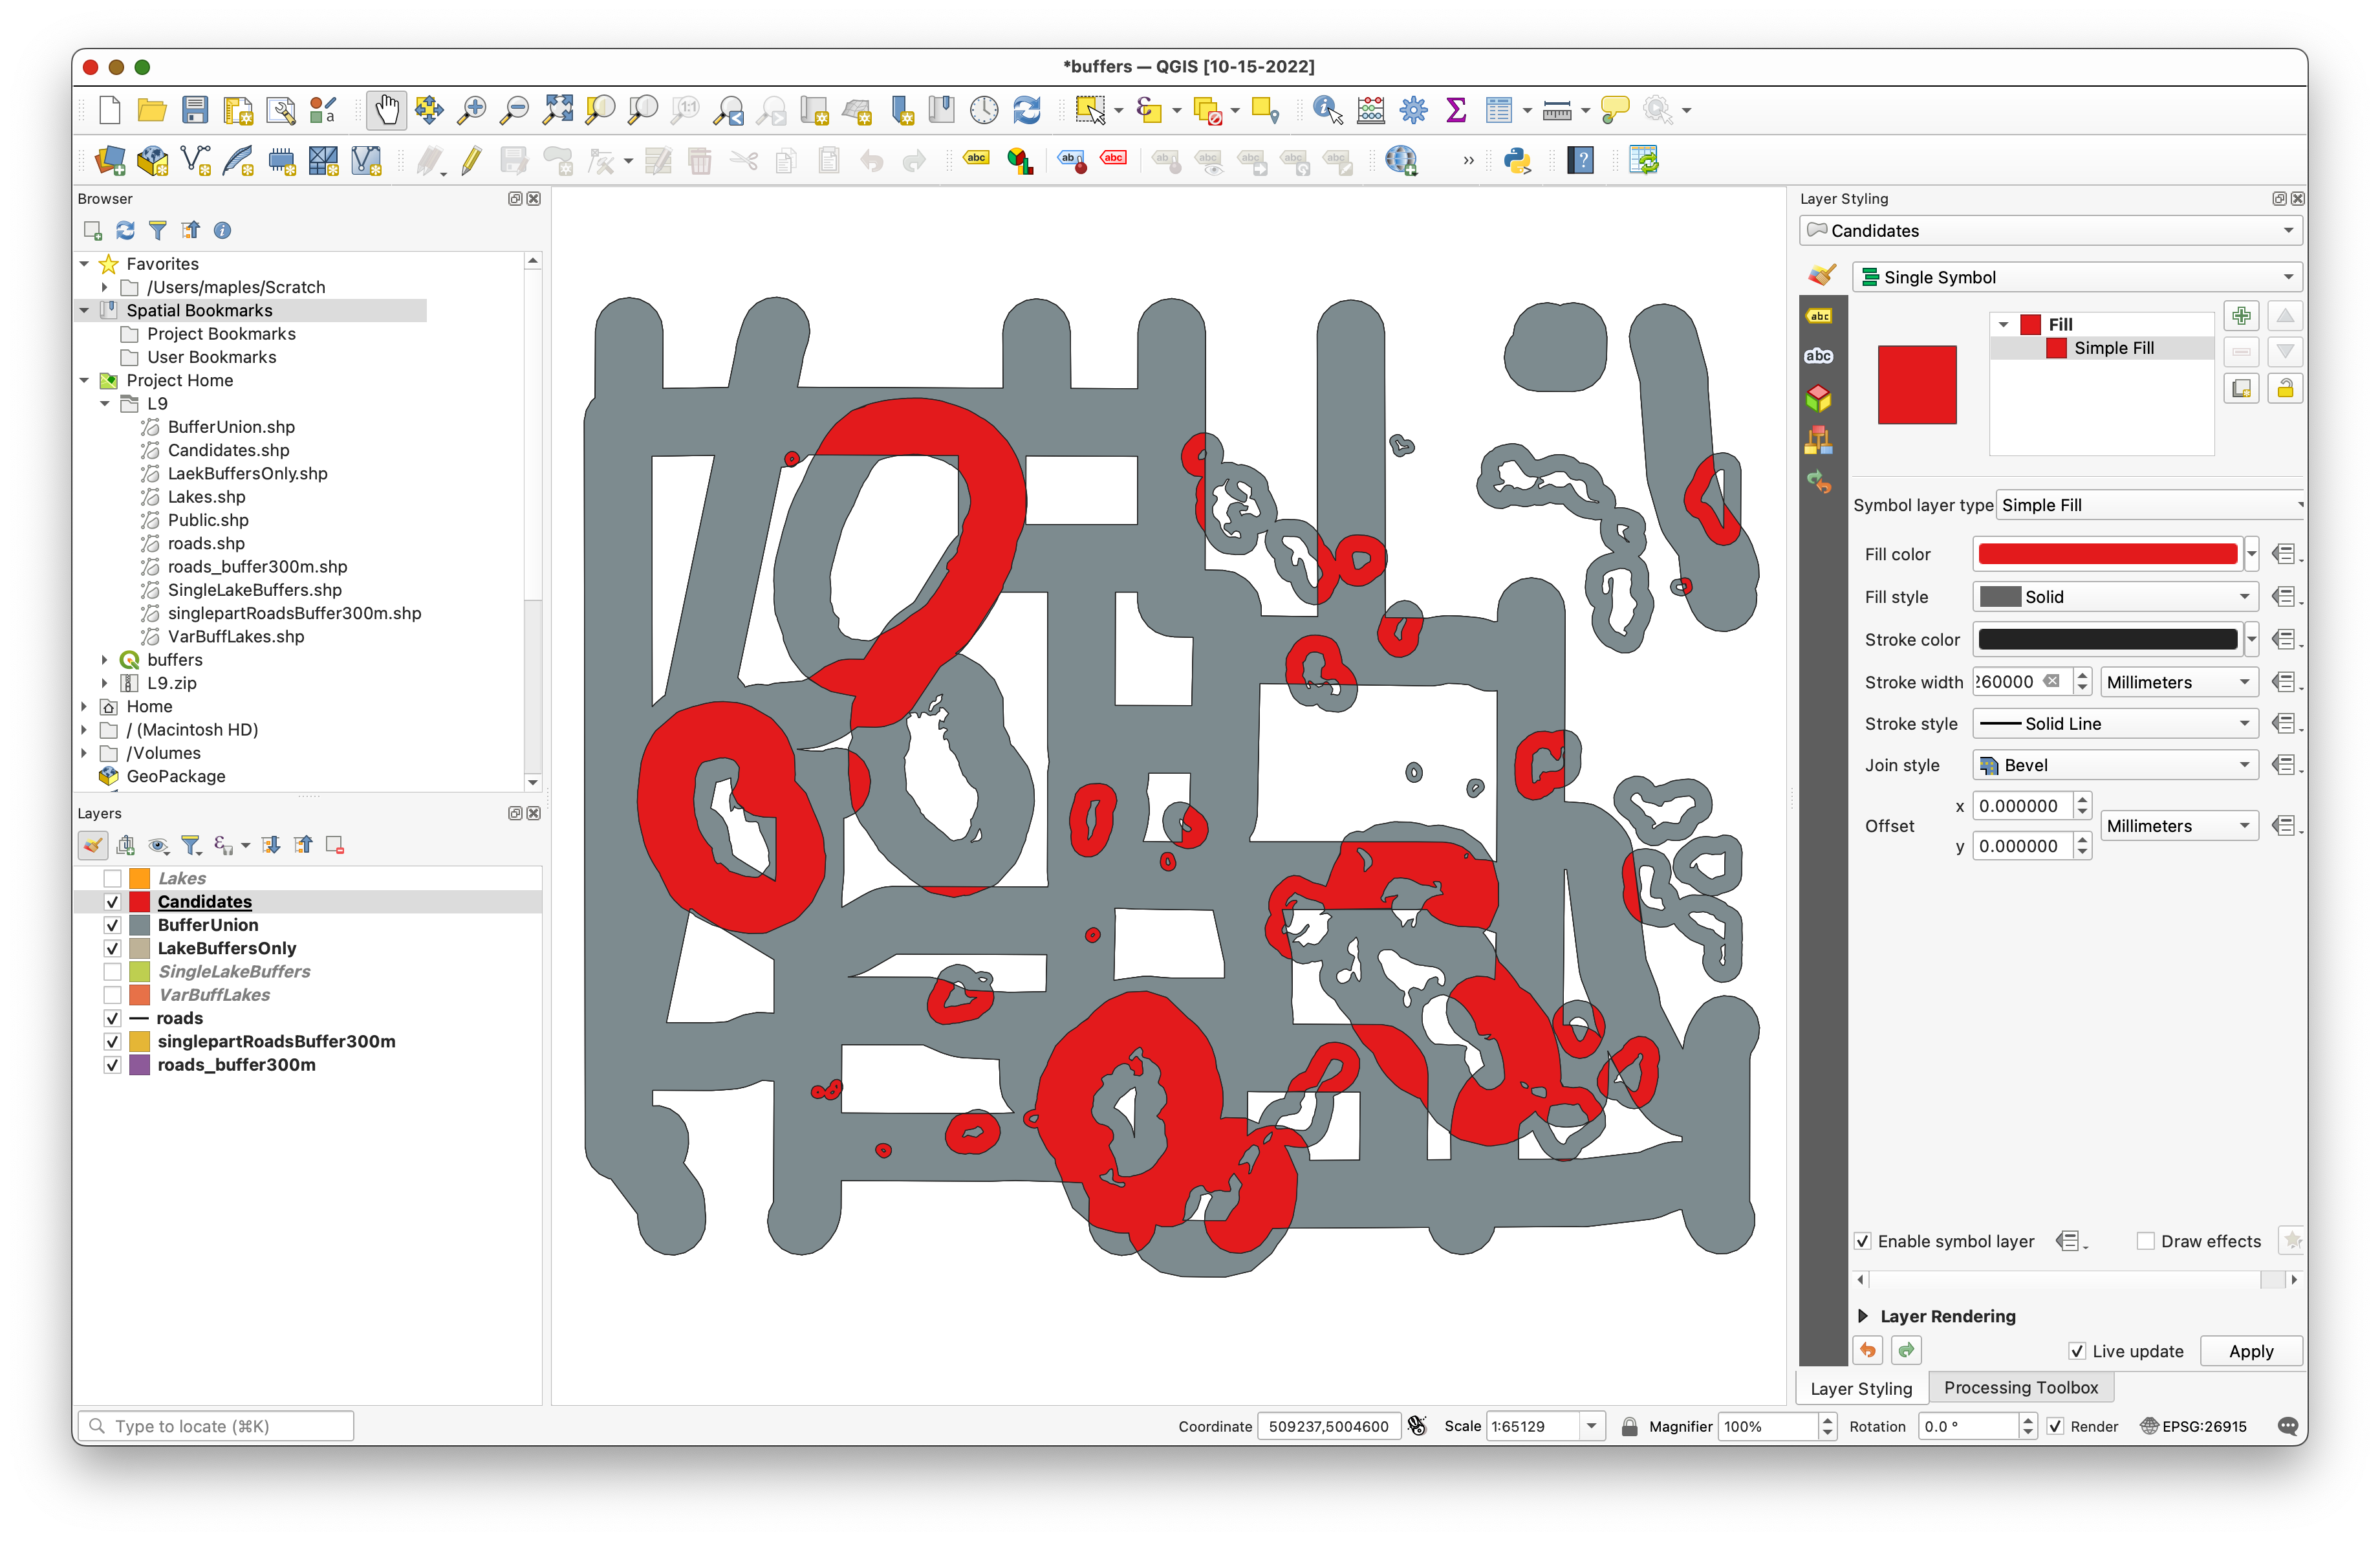 *buffers — QGIS [10-15-2022]
Browser
Favorites
/Users/maples/Scratch
Spatial Bookmarks
Project Bookmarks
User Bookmarks
Project Home
L9
BufferUnion.shp
Candidates.shp
LaekBuffersOnly.shp
Lakes.shp
Public.shp
roads.shp
roads_buffer300m.shp
SingleLakeBuffers.shp
singlepartRoadsBuffer300m.shp
VarBuffLakes.shp
buffers
L9.zip
Home
/ (Macintosh HD)
/Volumes
GeoPackage
Layers
Lakes
Candidates
BufferUnion
LakeBuffersOnly
SingleLakeBuffers
VarBuffLakes
roads
singlepartRoadsBuffer300m
roads_buffer300m
Layer Styling
Candidates
Single Symbol
Fill
Simple Fill
Symbol layer type Simple Fill
Fill color
Fill style Solid
Stroke color
Stroke width 260000 Millimeters
Stroke style Solid Line
Join style Bevel
x 0.000000
Offset Millimeters
y 0.000000
Enable symbol layer Draw effects
Layer Rendering
Live update Apply
Layer Styling Processing Toolbox
Type to locate (⌘K) Coordinate 509237,5004600 Scale 1:65129 Magnifier 100% Rotation 0.0 ° Render EPSG:26915